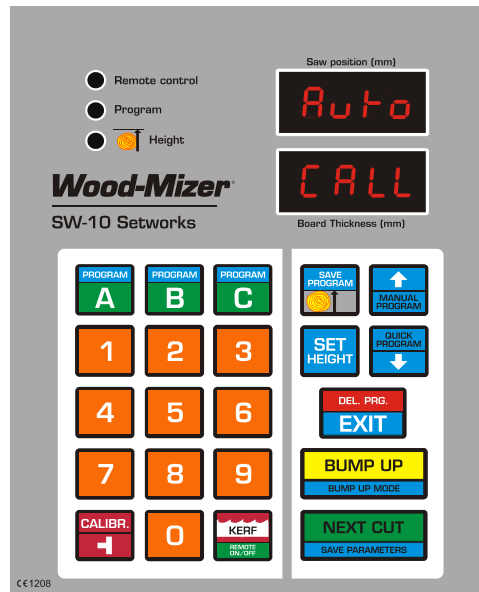 Saw position (mm)
Auto
Remote control
Program
Height
CALL
Board Thickness (mm)
Wood-Mizer
SW-10 Setworks
PROGRAM
A
PROGRAM
B
PROGRAM
C
SAVE
PROGRAM
MANUAL
PROGRAM
1
2
3
SET
HEIGHT
QUICK
PROGRAM
4
5
6
DEL. PRG.
EXIT
7
8
9
BUMP UP
BUMP UP MODE
CALIBR.
0
KERF
REMOTE
ON/OFF
NEXT CUT
SAVE PARAMETERS
CE1208